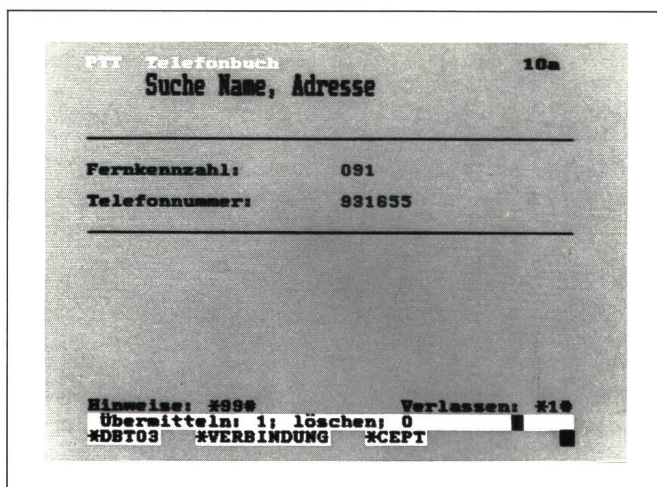 PTT Telefonbuch 10a
Suche Name, Adresse
Fernkennzahl: 091
Telefonnummer: 931655
Hinweise: *99# Verlassen: *1#
Übermitteln: 1; löschen; 0
*DBT03 *VERBINDUNG *CEPT